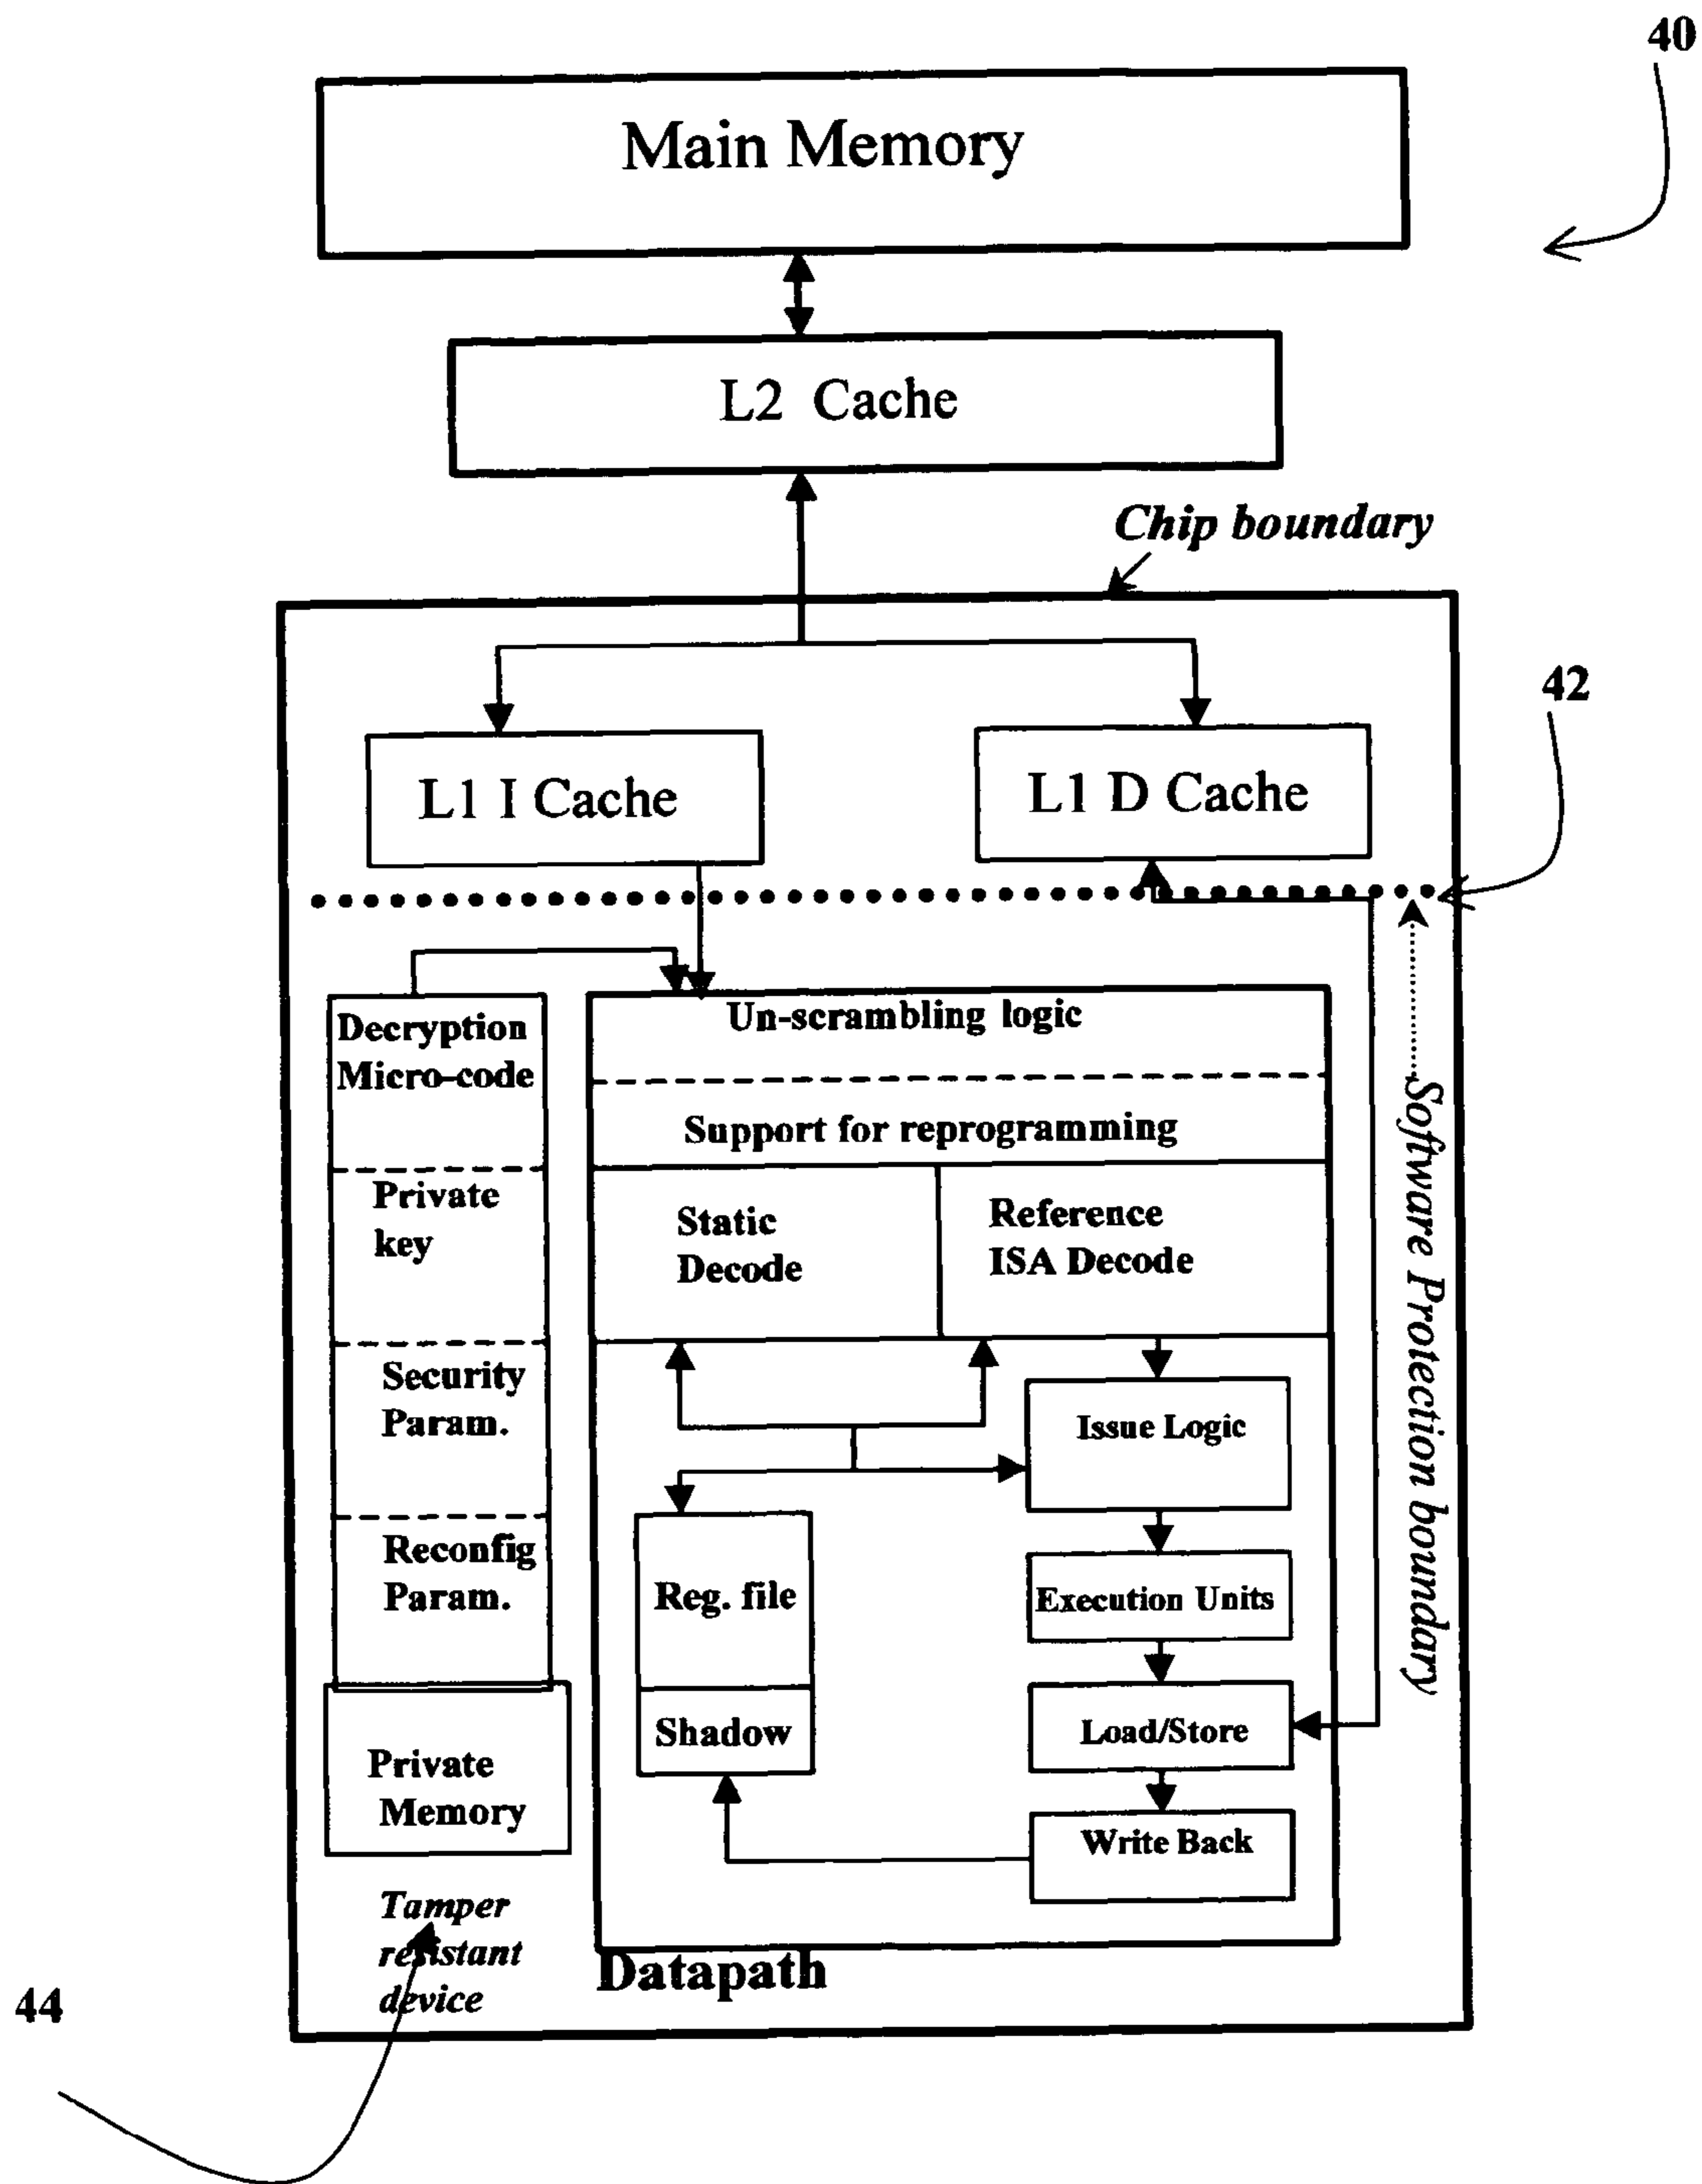 40
Main Memory
L2 Cache
Chip boundary
42
L1 I Cache
L1 D Cache
Decryption
Micro-code
Private
key
Security
Param.
Reconfig
Param.
Private
Memory
Tamper
resistant
device
44
Un-scrambling logic
Support for reprogramming
Static
Decode
Reference
ISA Decode
Issue Logic
Reg. file
Execution Units
Shadow
Load/Store
Write Back
Datapath
Software Protection boundary